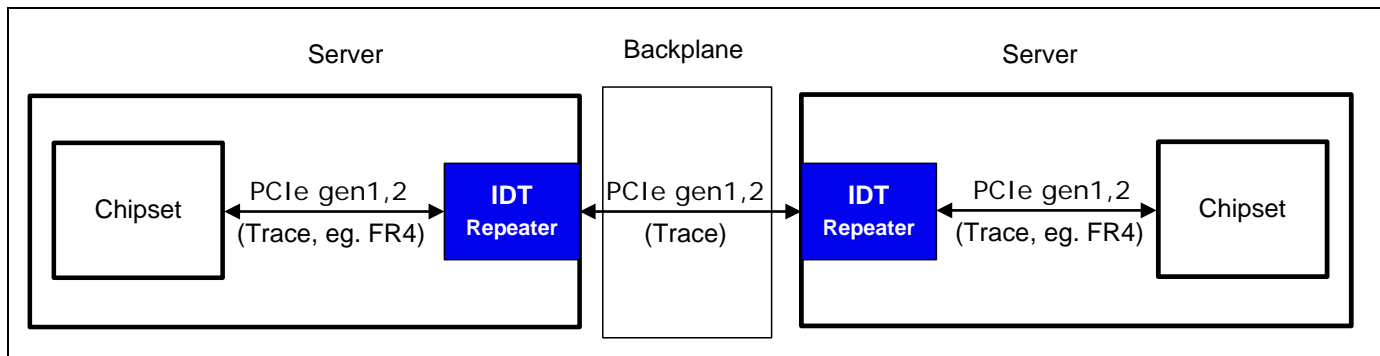 Server
Backplane
Server
Chipset
PCIe gen1,2
(Trace, eg. FR4)
IDT
Repeater
PCIe gen1,2
(Trace)
IDT
Repeater
PCIe gen1,2
(Trace, eg. FR4)
Chipset